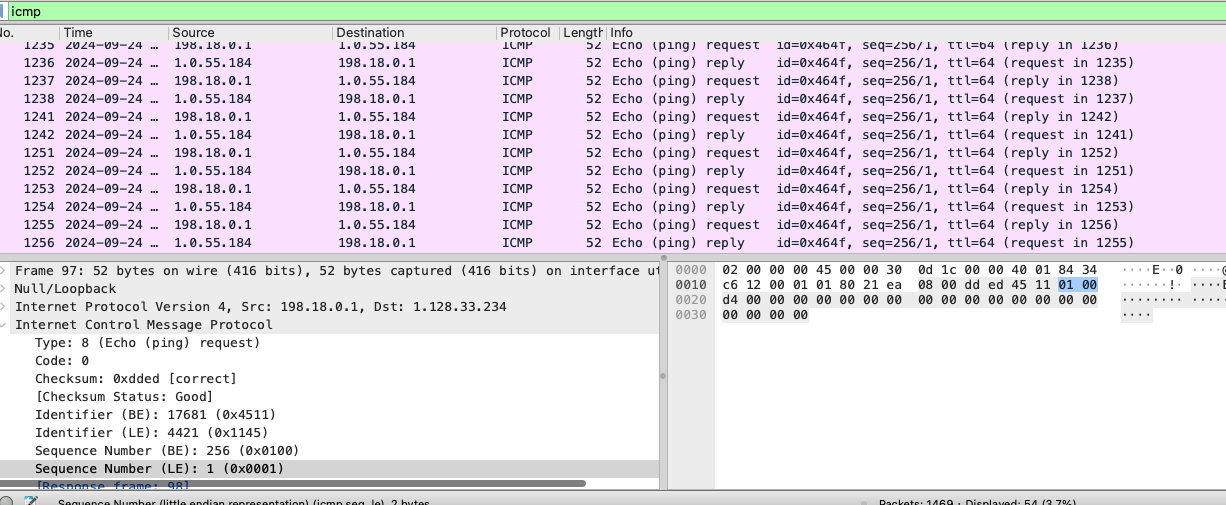 icmp
No. Time Source Destination Protocol Length Info
1235 2024-09-24 … 198.18.0.1 1.0.55.184 ICMP 52 Echo (ping) request id=0x464f, seq=256/1, ttl=64 (reply in 1236)
1236 2024-09-24 … 1.0.55.184 198.18.0.1 ICMP 52 Echo (ping) reply id=0x464f, seq=256/1, ttl=64 (request in 1235)
1237 2024-09-24 … 198.18.0.1 1.0.55.184 ICMP 52 Echo (ping) request id=0x464f, seq=256/1, ttl=64 (reply in 1238)
1238 2024-09-24 … 1.0.55.184 198.18.0.1 ICMP 52 Echo (ping) reply id=0x464f, seq=256/1, ttl=64 (request in 1237)
1241 2024-09-24 … 198.18.0.1 1.0.55.184 ICMP 52 Echo (ping) request id=0x464f, seq=256/1, ttl=64 (reply in 1242)
1242 2024-09-24 … 1.0.55.184 198.18.0.1 ICMP 52 Echo (ping) reply id=0x464f, seq=256/1, ttl=64 (request in 1241)
1251 2024-09-24 … 198.18.0.1 1.0.55.184 ICMP 52 Echo (ping) request id=0x464f, seq=256/1, ttl=64 (reply in 1252)
1252 2024-09-24 … 1.0.55.184 198.18.0.1 ICMP 52 Echo (ping) reply id=0x464f, seq=256/1, ttl=64 (request in 1251)
1253 2024-09-24 … 198.18.0.1 1.0.55.184 ICMP 52 Echo (ping) request id=0x464f, seq=256/1, ttl=64 (reply in 1254)
1254 2024-09-24 … 1.0.55.184 198.18.0.1 ICMP 52 Echo (ping) reply id=0x464f, seq=256/1, ttl=64 (request in 1253)
1255 2024-09-24 … 198.18.0.1 1.0.55.184 ICMP 52 Echo (ping) request id=0x464f, seq=256/1, ttl=64 (reply in 1256)
1256 2024-09-24 … 1.0.55.184 198.18.0.1 ICMP 52 Echo (ping) reply id=0x464f, seq=256/1, ttl=64 (request in 1255)
Frame 97: 52 bytes on wire (416 bits), 52 bytes captured (416 bits) on interface ut
Null/Loopback
Internet Protocol Version 4, Src: 198.18.0.1, Dst: 1.128.33.234
Internet Control Message Protocol
Type: 8 (Echo (ping) request)
Code: 0
Checksum: 0xdded [correct]
[Checksum Status: Good]
Identifier (BE): 17681 (0x4511)
Identifier (LE): 4421 (0x1145)
Sequence Number (BE): 256 (0x0100)
Sequence Number (LE): 1 (0x0001)
[Response frame: 98]
0000 02 00 00 00 45 00 00 30 0d 1c 00 00 40 01 84 34 ····E··0 ······@
0010 c6 12 00 01 01 80 21 ea 08 00 dd ed 45 11 01 00 ······!· ····E
0020 d4 00 00 00 00 00 00 00 00 00 00 00 00 00 00 00 ········ ········
0030 00 00 00 00 ····
Sequence Number (little endian representation) (icmp.seq_le), 2 bytes
Packets: 1469 · Displayed: 54 (3.7%)